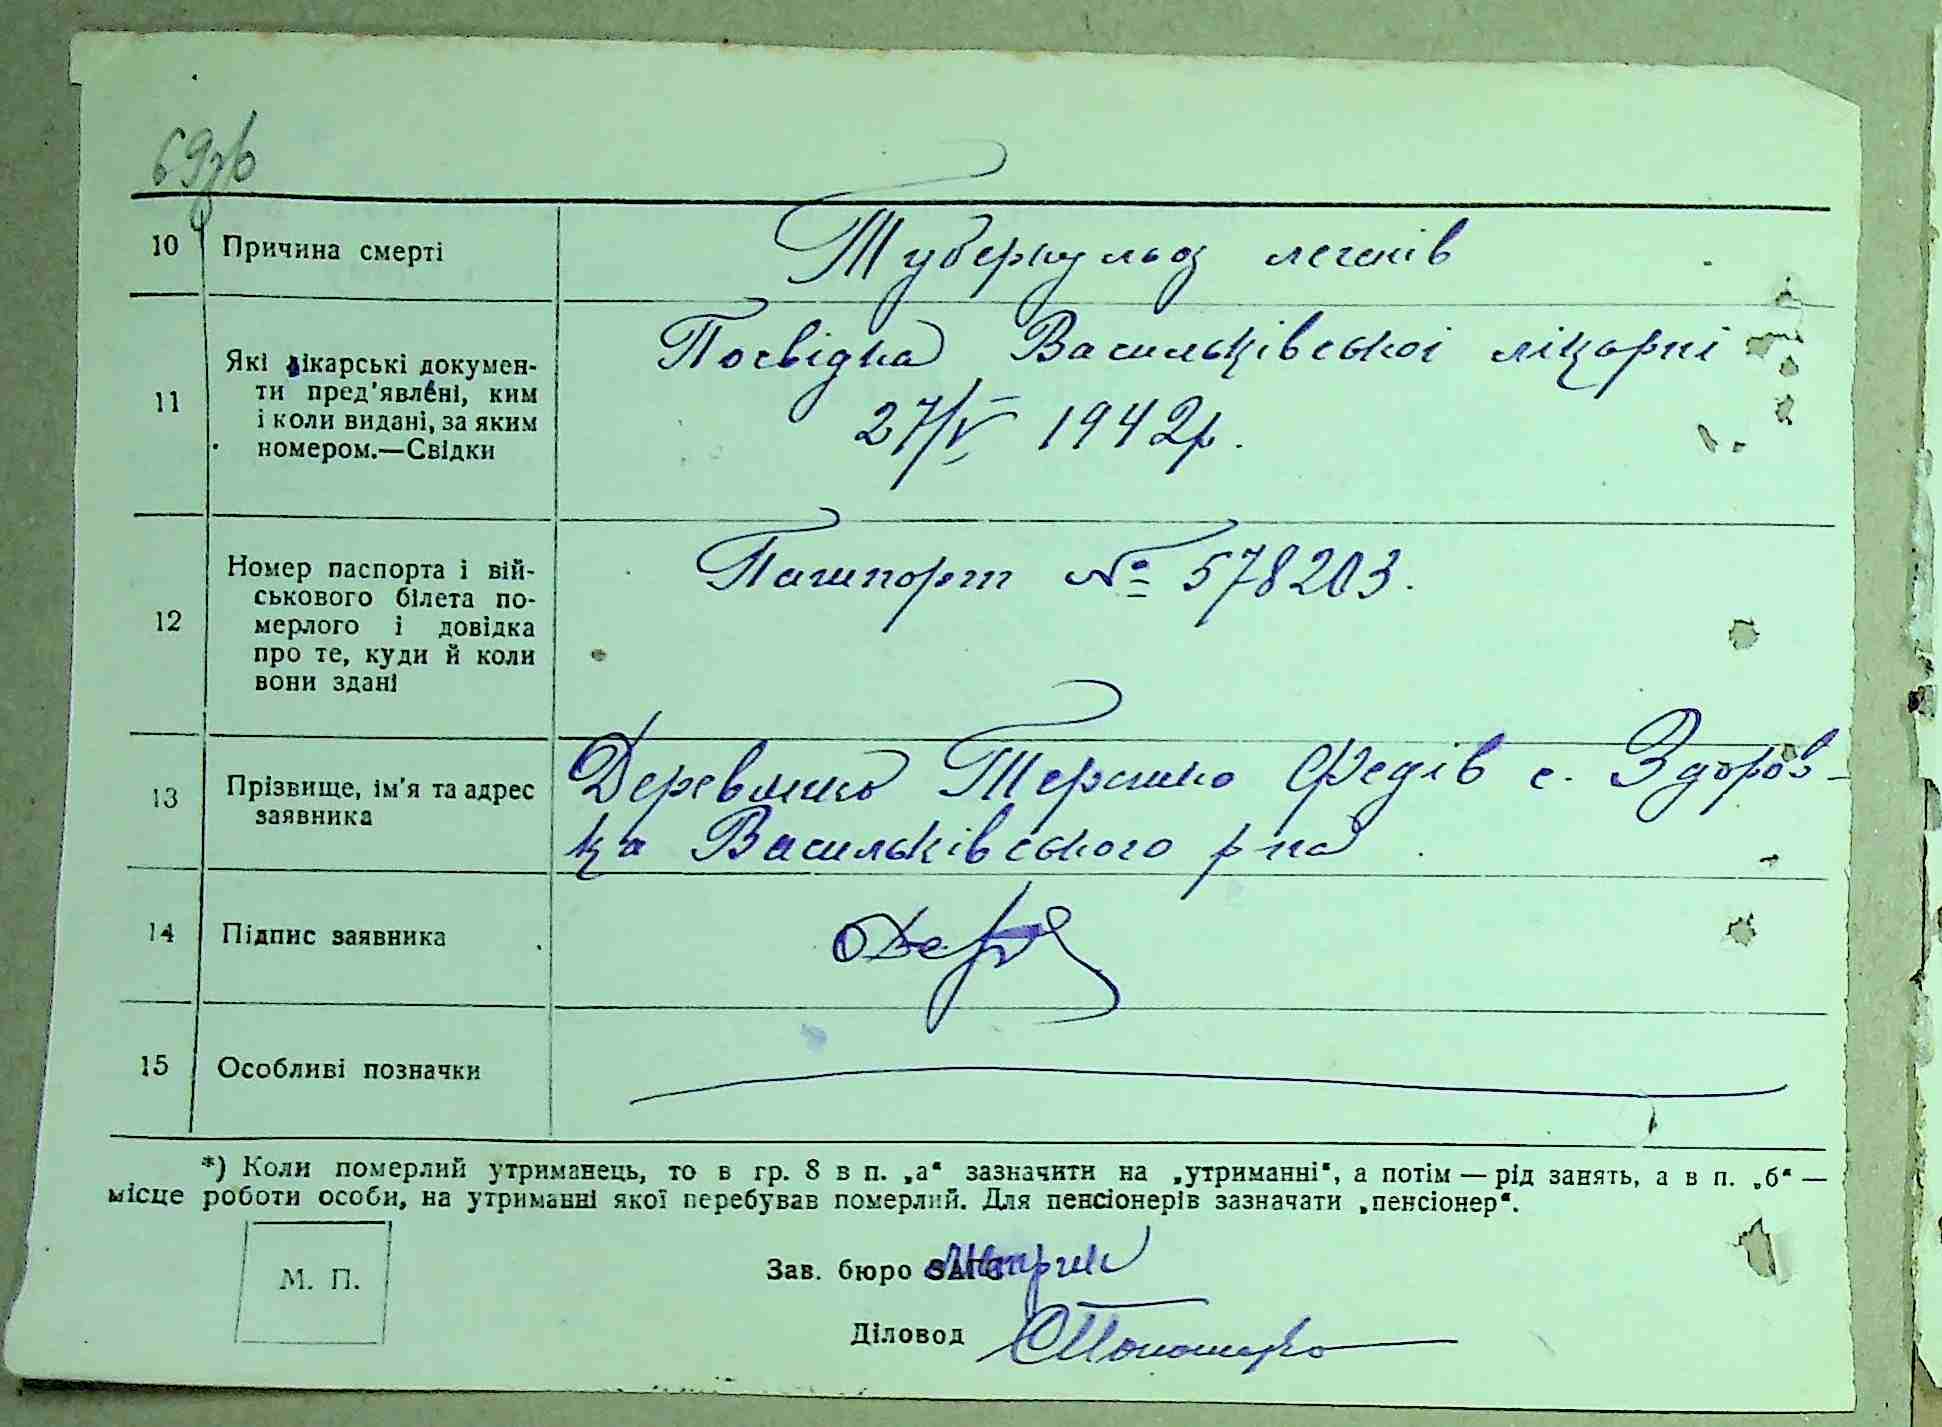 69зв
10 Причина смерті Туберкульоз легенів
11 Які лікарські докумен-
ти пред'явлені, ким
і коли видані, за яким
номером.—Свідки
Посвідка Васильківської лікарні
27/V 1942р.
12 Номер паспорта і вій-
ськового білета по-
мерлого і довідка
про те, куди й коли
вони здані
Пашпорт № 578203.
13 Прізвище, ім'я та адрес
заявника
Федів с. Здоров-
ка Васильківського р-на
14 Підпис заявника
15 Особливі позначки
*) Коли померлий утриманець, то в гр. 8 в п. „а“ зазначити на „утриманні“, а потім — рід занять, а в п. „б“ —
місце роботи особи, на утриманні якої перебував померлий. Для пенсіонерів зазначати „пенсіонер“.
М. П.
Зав. бюро ЗАГС Метрик
Діловод